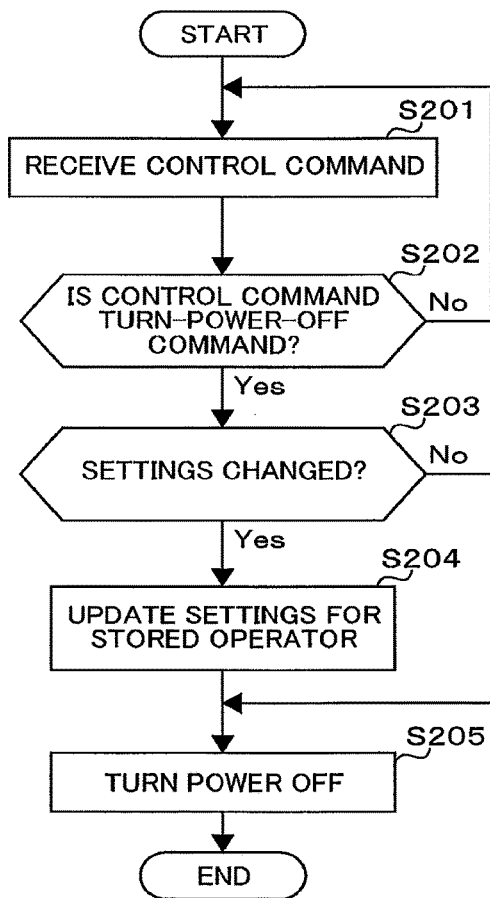 START
S201
RECEIVE CONTROL COMMAND
S202
IS CONTROL COMMAND
TURN-POWER-OFF
COMMAND?
No
Yes
S203
SETTINGS CHANGED?
No
Yes
S204
UPDATE SETTINGS FOR
STORED OPERATOR
S205
TURN POWER OFF
END